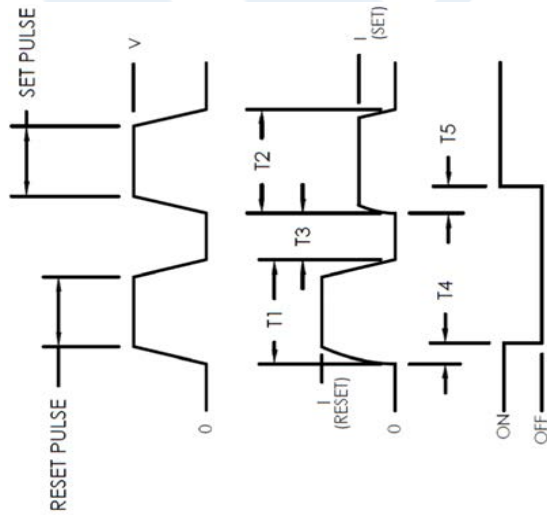 RESET PULSE
SET PULSE
V
0
I
(RESET)
T1
T3
T2
I
(SET)
0
T4
T5
ON
OFF